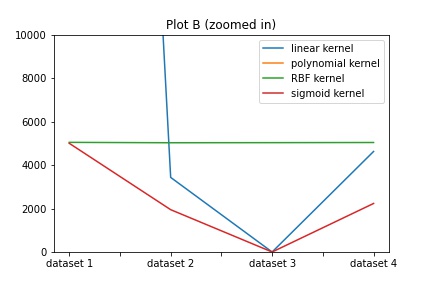 Plot B (zoomed in)
10000
8000
6000
4000
2000
0
linear kernel
polynomial kernel
RBF kernel
sigmoid kernel
dataset 1 dataset 2 dataset 3 dataset 4